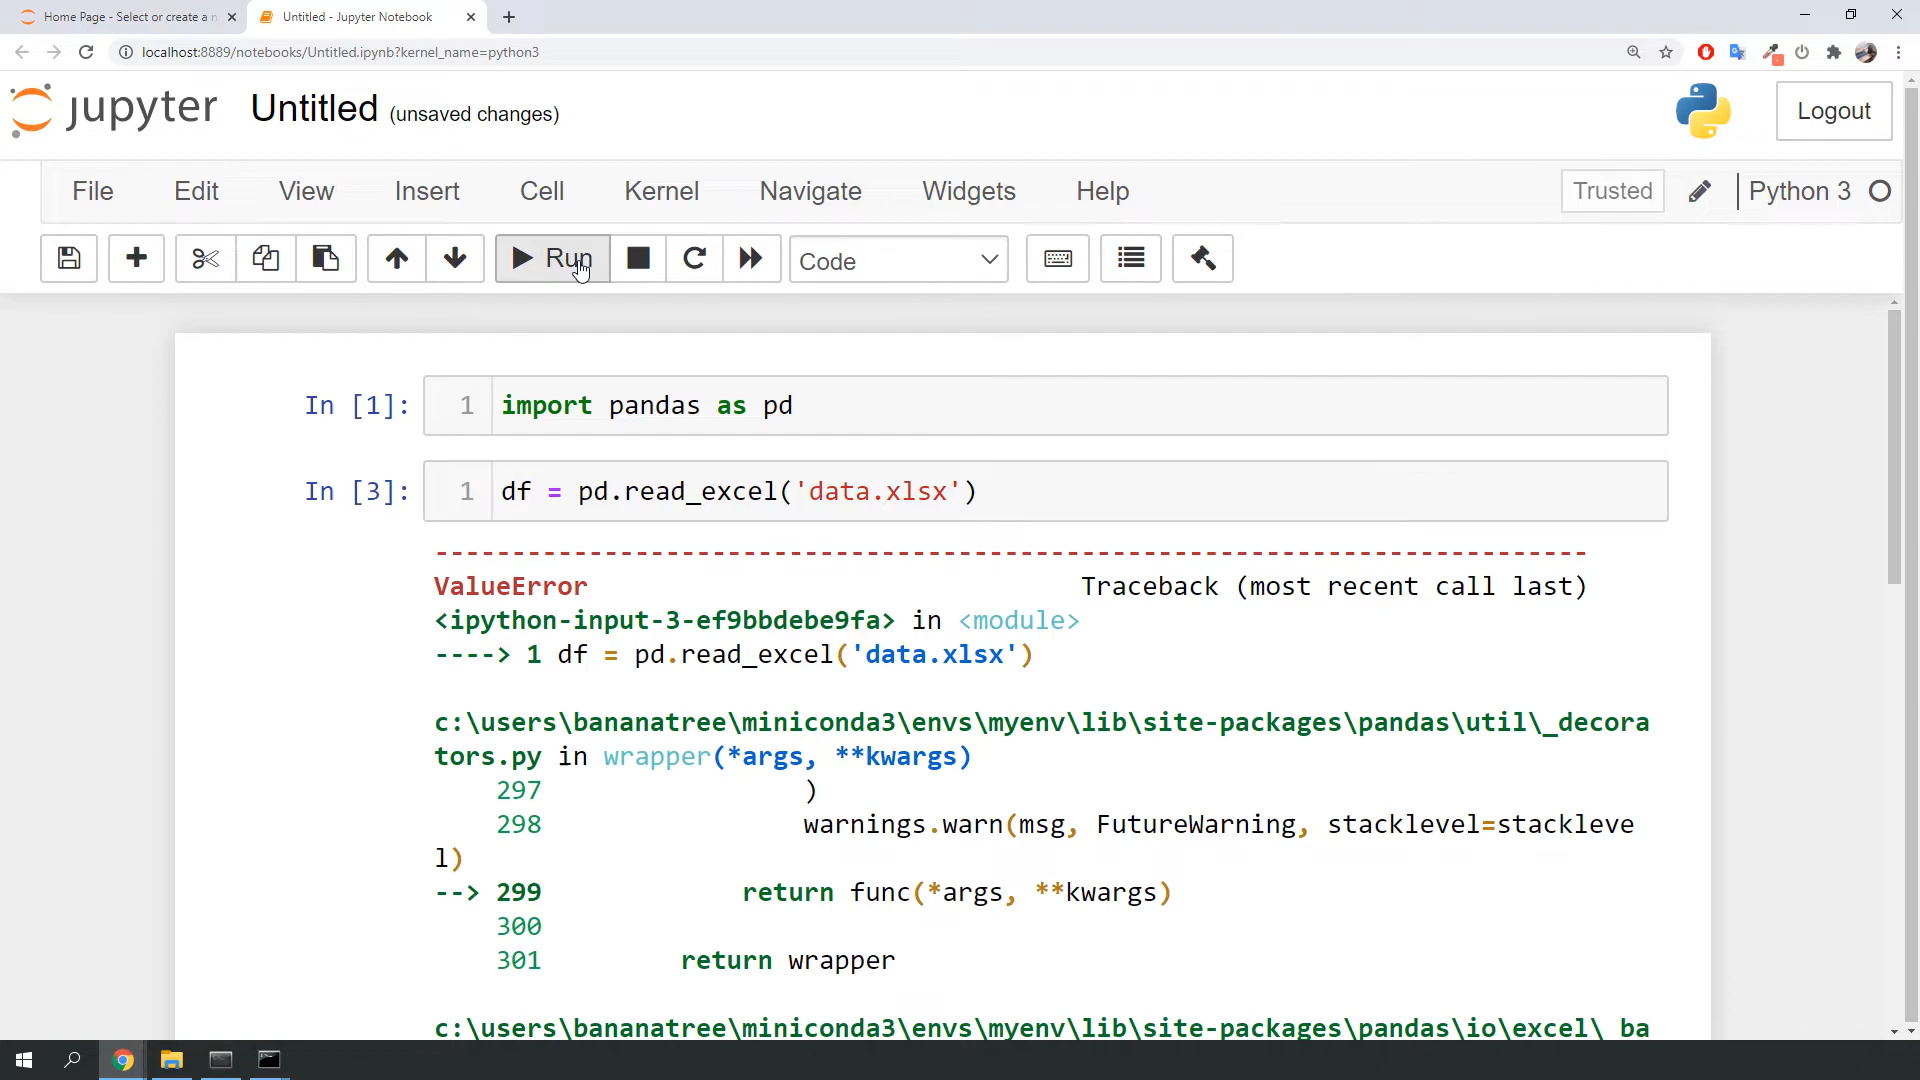 Home Page - Select or create a n
Untitled - Jupyter Notebook
localhost:8889/notebooks/Untitled.ipynb?kernel_name=python3
jupyter Untitled (unsaved changes)
Logout
File Edit View Insert Cell Kernel Navigate Widgets Help
Trusted Python 3
Run Code
In [1]: 1 import pandas as pd
In [3]: 1 df = pd.read_excel('data.xlsx')
---------------------------------------------------------------------------
ValueError Traceback (most recent call last)
<ipython-input-3-ef9bbdebe9fa> in <module>
----> 1 df = pd.read_excel('data.xlsx')
c:\users\bananatree\miniconda3\envs\myenv\lib\site-packages\pandas\util\_decora
tors.py in wrapper(*args, **kwargs)
297 )
298 warnings.warn(msg, FutureWarning, stacklevel=stackleve
l)
--> 299 return func(*args, **kwargs)
300
301 return wrapper
c:\users\bananatree\miniconda3\envs\myenv\lib\site-packages\pandas\io\excel\_ba